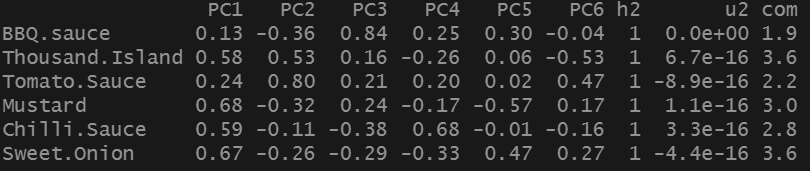 PC1 PC2 PC3 PC4 PC5 PC6 h2 u2 com
BBQ.sauce 0.13 -0.36 0.84 0.25 0.30 -0.04 1 0.0e+00 1.9
Thousand.Island 0.58 0.53 0.16 -0.26 0.06 -0.53 1 6.7e-16 3.6
Tomato.Sauce 0.24 0.80 0.21 0.20 0.02 0.47 1 -8.9e-16 2.2
Mustard 0.68 -0.32 0.24 -0.17 -0.57 0.17 1 1.1e-16 3.0
Chilli.Sauce 0.59 -0.11 -0.38 0.68 -0.01 -0.16 1 3.3e-16 2.8
Sweet.Onion 0.67 -0.26 -0.29 -0.33 0.47 0.27 1 -4.4e-16 3.6